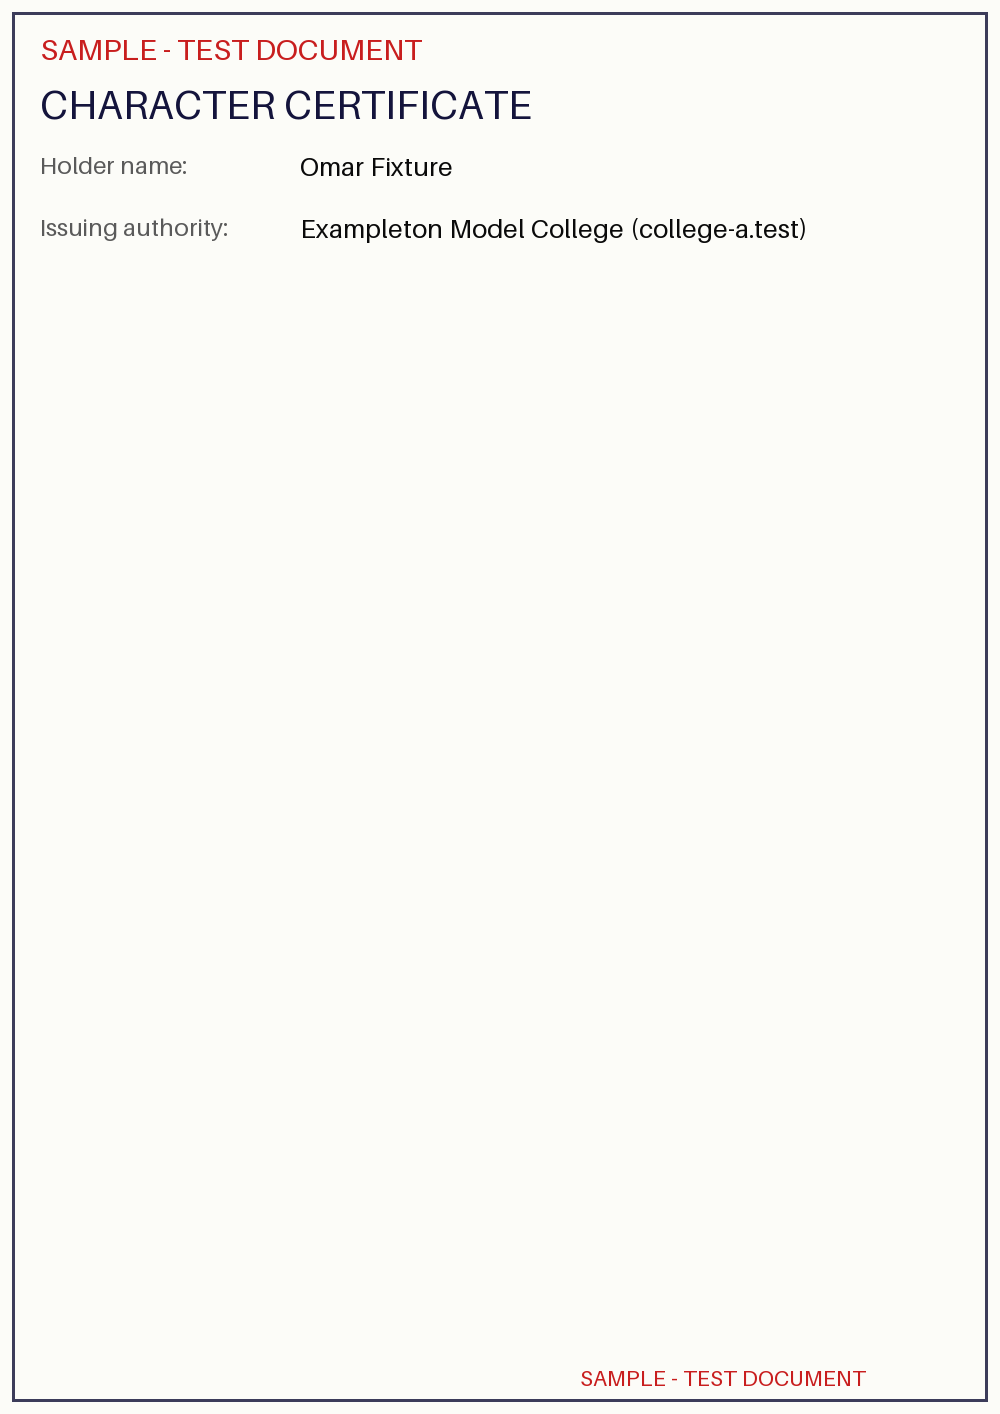 SAMPLE - TEST DOCUMENT
CHARACTER CERTIFICATE
Holder name: Omar Fixture
Issuing authority: Exampleton Model College (college-a.test)
SAMPLE - TEST DOCUMENT